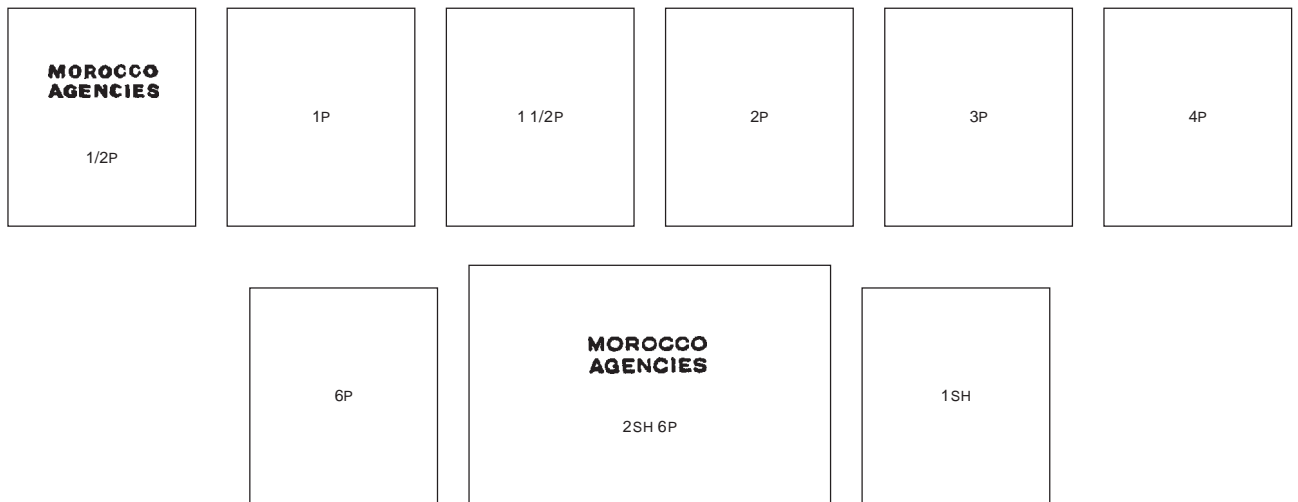 MOROCCO
AGENCIES
1/2P
1P
1 1/2P
2P
3P
4P
6P
MOROCCO
AGENCIES
2SH 6P
1SH